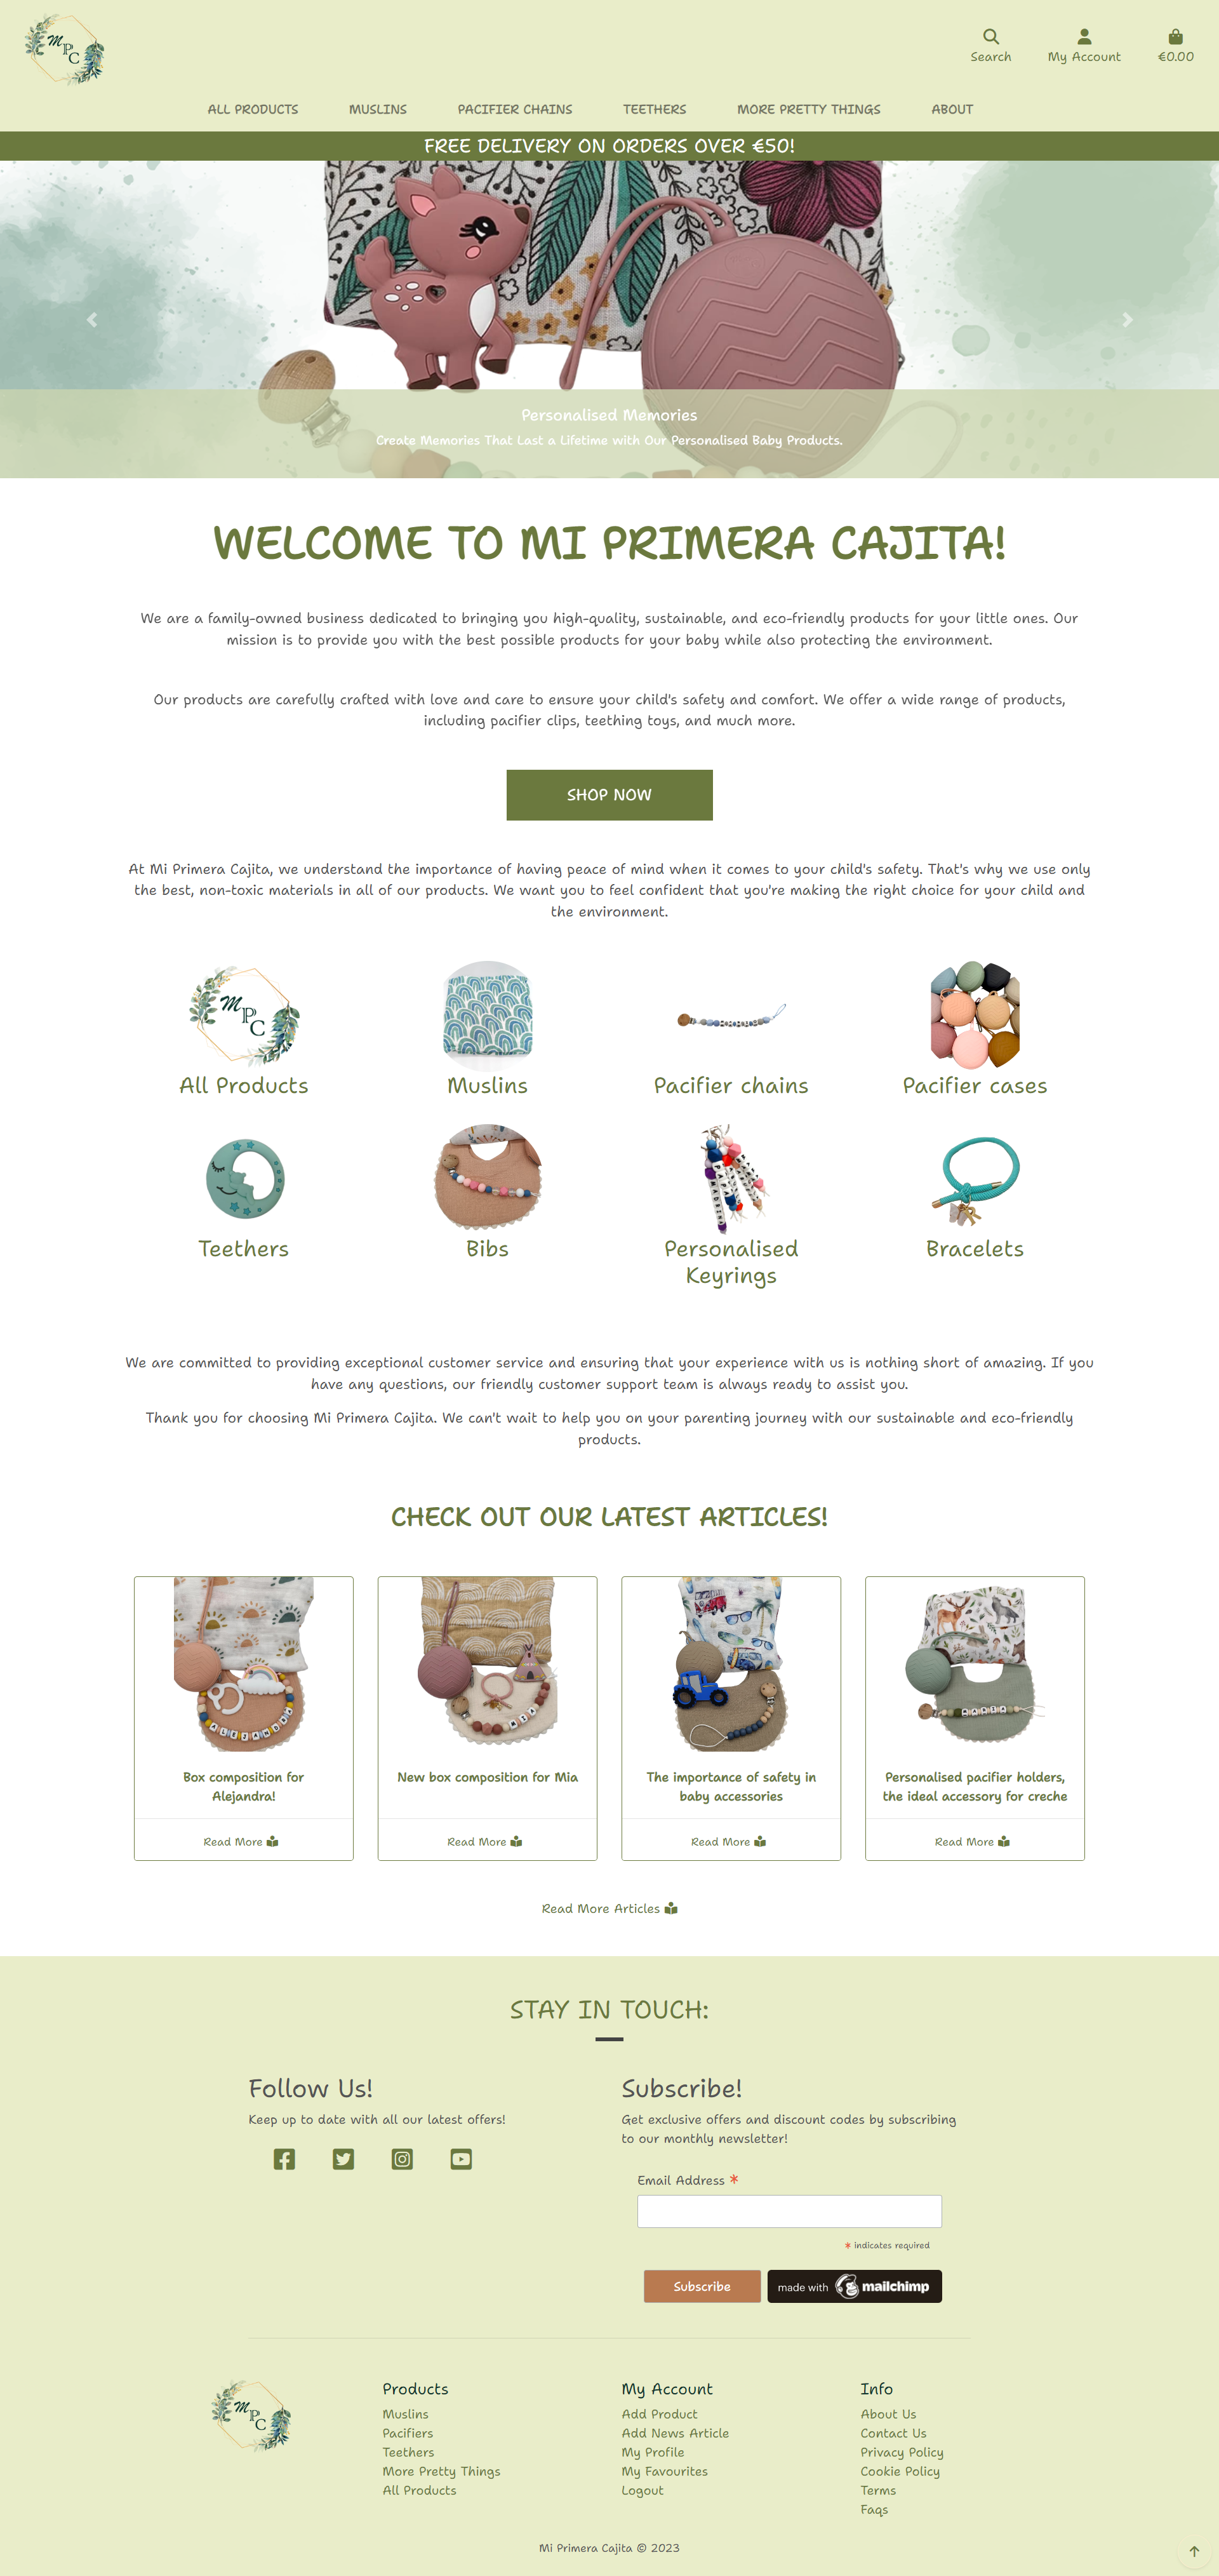 M
P
C
Search
My Account
€0.00
ALL PRODUCTS
MUSLINS
PACIFIER CHAINS
TEETHERS
MORE PRETTY THINGS
ABOUT
FREE DELIVERY ON ORDERS OVER €50!
Personalised Memories
Create Memories That Last a Lifetime with Our Personalised Baby Products.
WELCOME TO MI PRIMERA CAJITA!
We are a family-owned business dedicated to bringing you high-quality, sustainable, and eco-friendly products for your little ones. Our
mission is to provide you with the best possible products for your baby while also protecting the environment.
Our products are carefully crafted with love and care to ensure your child's safety and comfort. We offer a wide range of products,
including pacifier clips, teething toys, and much more.
SHOP NOW
At Mi Primera Cajita, we understand the importance of having peace of mind when it comes to your child's safety. That's why we use only
the best, non-toxic materials in all of our products. We want you to feel confident that you're making the right choice for your child and
the environment.
M
P
C
All Products
Muslins
Pacifier chains
Pacifier cases
Teethers
Bibs
Personalised
Keyrings
Bracelets
We are committed to providing exceptional customer service and ensuring that your experience with us is nothing short of amazing. If you
have any questions, our friendly customer support team is always ready to assist you.
Thank you for choosing Mi Primera Cajita. We can't wait to help you on your parenting journey with our sustainable and eco-friendly
products.
CHECK OUT OUR LATEST ARTICLES!
ALEJANDRO
Box composition for
Alejandra!
Read More
MIA
New box composition for Mia
Read More
The importance of safety in
baby accessories
Read More
Personalised pacifier holders,
the ideal accessory for creche
Read More
Read More Articles
STAY IN TOUCH:
Follow Us!
Keep up to date with all our latest offers!
Subscribe!
Get exclusive offers and discount codes by subscribing
to our monthly newsletter!
Email Address *
* indicates required
Subscribe
made with mailchimp
M
P
C
Products
Muslins
Pacifiers
Teethers
More Pretty Things
All Products
My Account
Add Product
Add News Article
My Profile
My Favourites
Logout
Info
About Us
Contact Us
Privacy Policy
Cookie Policy
Terms
Faqs
Mi Primera Cajita © 2023